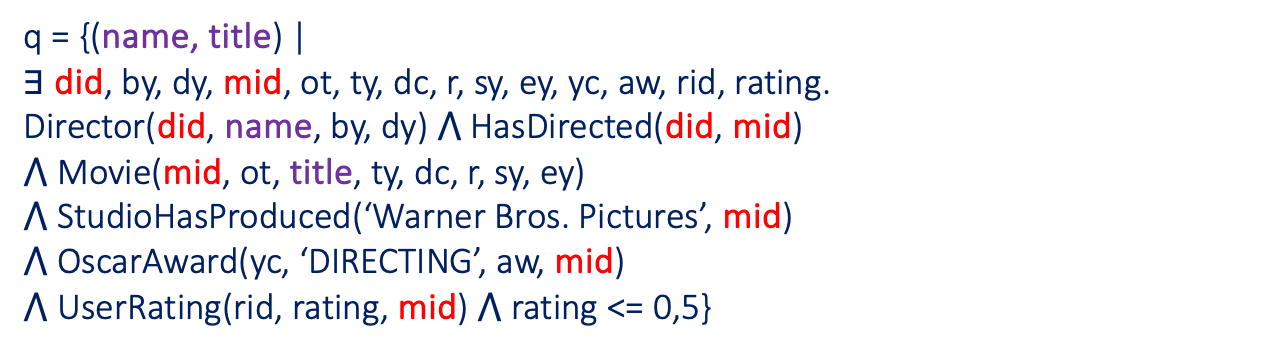 q = {(name, title) |
∃ did, by, dy, mid, ot, ty, dc, r, sy, ey, yc, aw, rid, rating.
Director(did, name, by, dy) Λ HasDirected(did, mid)
Λ Movie(mid, ot, title, ty, dc, r, sy, ey)
Λ StudioHasProduced(‘Warner Bros. Pictures’, mid)
Λ OscarAward(yc, ‘DIRECTING’, aw, mid)
Λ UserRating(rid, rating, mid) Λ rating <= 0,5}